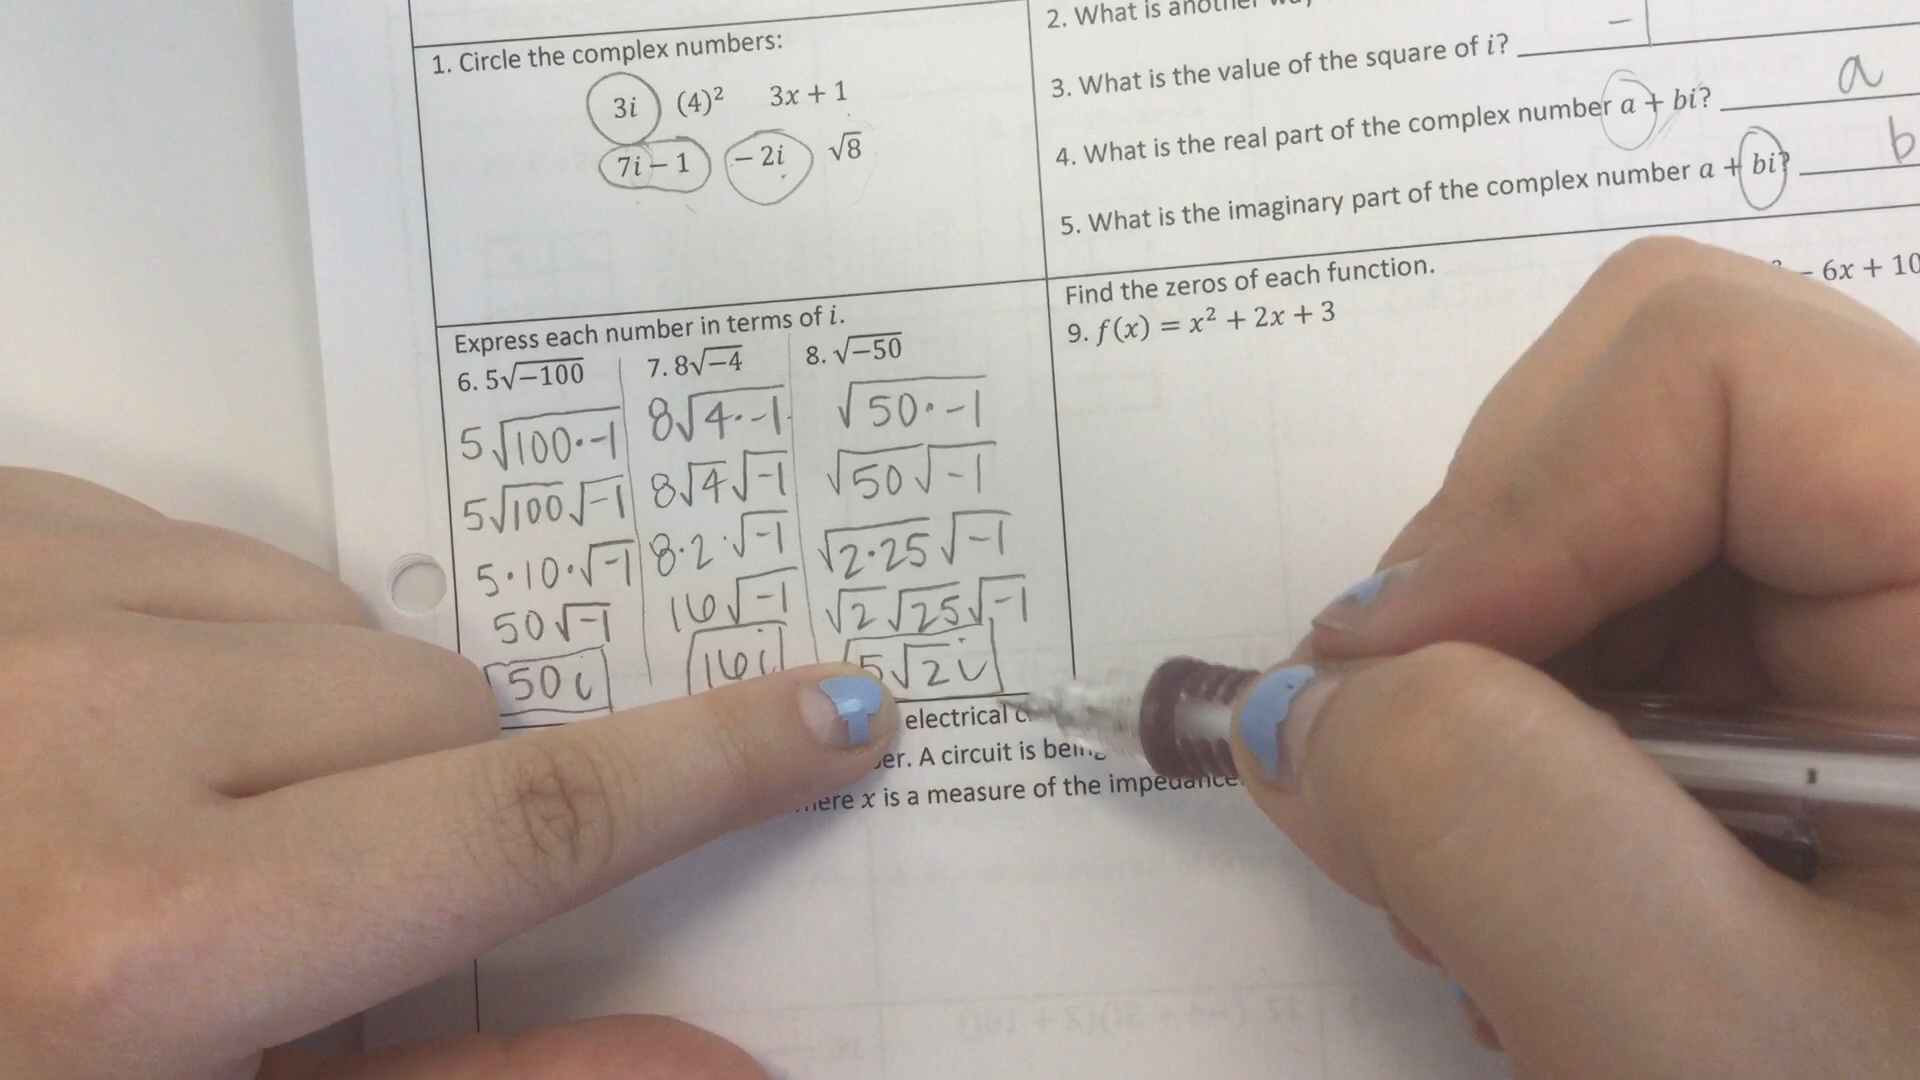 1. Circle the complex numbers:
3i (4)² 3x + 1
7i – 1 – 2i √8
2. What is another
3. What is the value of the square of i? –1
4. What is the real part of the complex number a + bi? a
5. What is the imaginary part of the complex number a + bi? b
Express each number in terms of i.
6. 5√–100 7. 8√–4 8. √–50
5√100·–1 8√4·–1 √50·–1
5√100√–1 8√4√–1 √50√–1
5·10·√–1 8·2·√–1 √2·25√–1
50√–1 16√–1 √2√25√–1
50i 16i 5√2i
Find the zeros of each function.
9. f(x) = x² + 2x + 3
– 6x + 10
electrical
A circuit is
x is a measure of the impedance